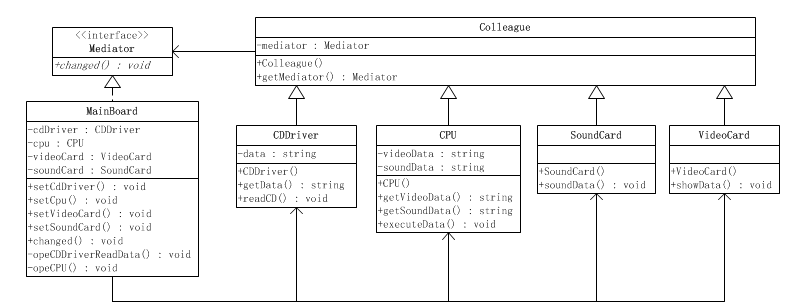 <<interface>>
Mediator
+changed() : void
Colleague
-mediator : Mediator
+Colleague()
+getMediator() : Mediator
MainBoard
-cdDriver : CDDriver
-cpu : CPU
-videoCard : VideoCard
-soundCard : SoundCard
+setCdDriver() : void
+setCpu() : void
+setVideoCard() : void
+setSoundCard() : void
+changed() : void
-opeCDDriverReadData() : void
-opeCPU() : void
CDDriver
-data : string
+CDDriver()
+getData() : string
+readCD() : void
CPU
-videoData : string
-soundData : string
+CPU()
+getVideoData() : string
+getSoundData() : string
+executeData() : void
SoundCard
+SoundCard()
+soundData() : void
VideoCard
+VideoCard()
+showData() : void